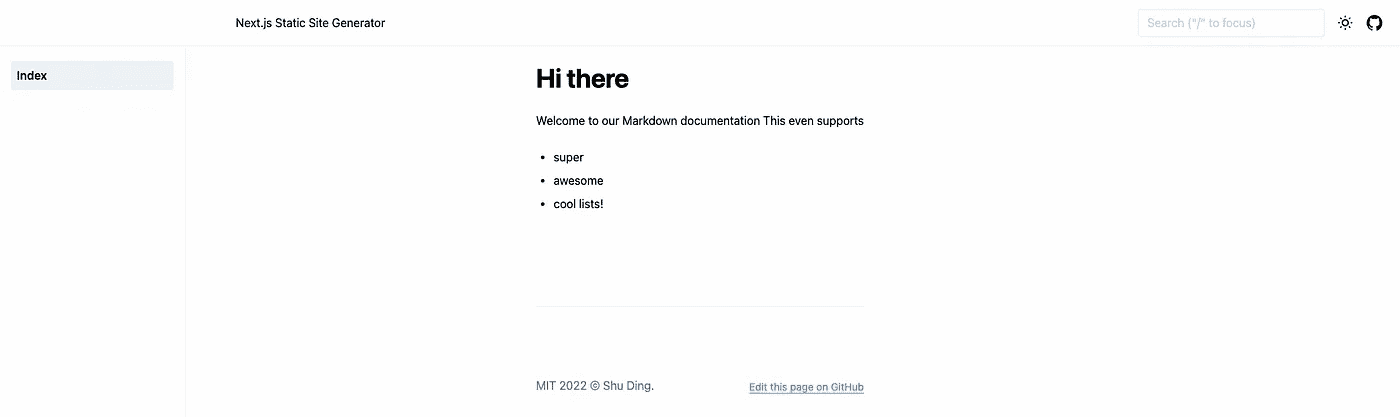 Next.js Static Site Generator
Search ("/" to focus)
Index
Hi there
Welcome to our Markdown documentation This even supports
• super
• awesome
• cool lists!
MIT 2022 © Shu Ding.
Edit this page on GitHub